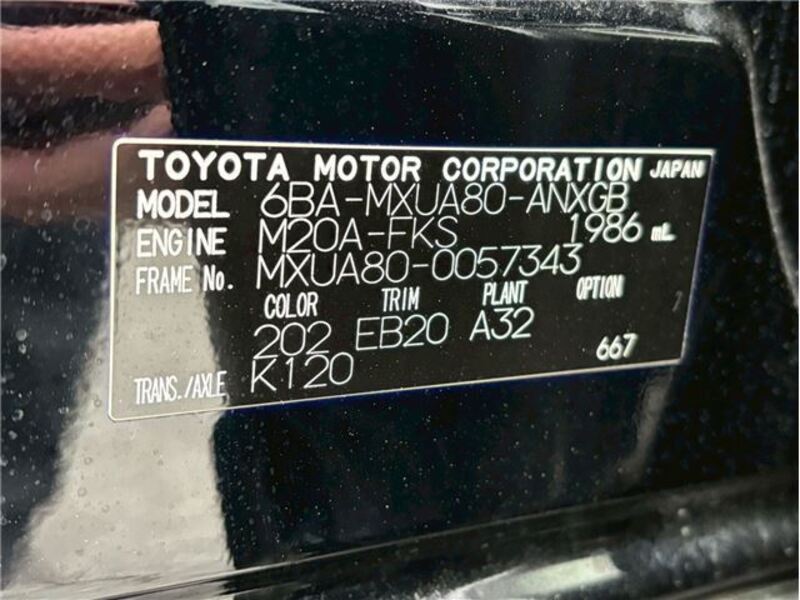 TOYOTA MOTOR CORPORATION JAPAN
MODEL 6BA-MXUA80-ANXGB
ENGINE M20A-FKS 1986 mL
FRAME No. MXUA80-0057343
COLOR TRIM PLANT OPTION
202 EB20 A32
667
TRANS./AXLE K120
7